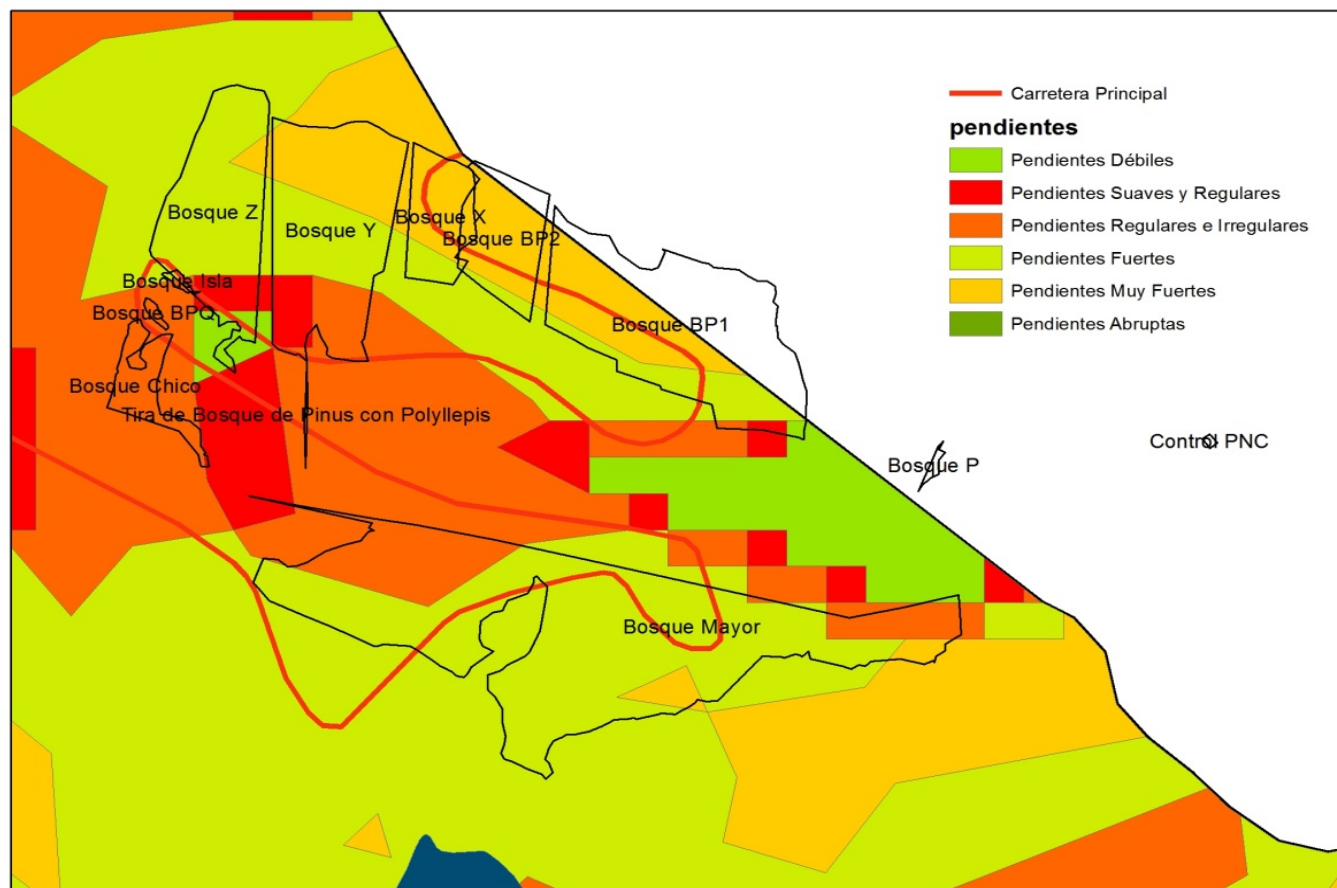 Carretera Principal
pendientes
Pendientes Débiles
Pendientes Suaves y Regulares
Pendientes Regulares e Irregulares
Pendientes Fuertes
Pendientes Muy Fuertes
Pendientes Abruptas
Bosque Z
Bosque Y
Bosque X
Bosque BP2
Bosque Isla
Bosque BPQ
Bosque BP1
Bosque Chico
Tira de Bosque de Pinus con Polyllepis
Control PNC
Bosque P
Bosque Mayor